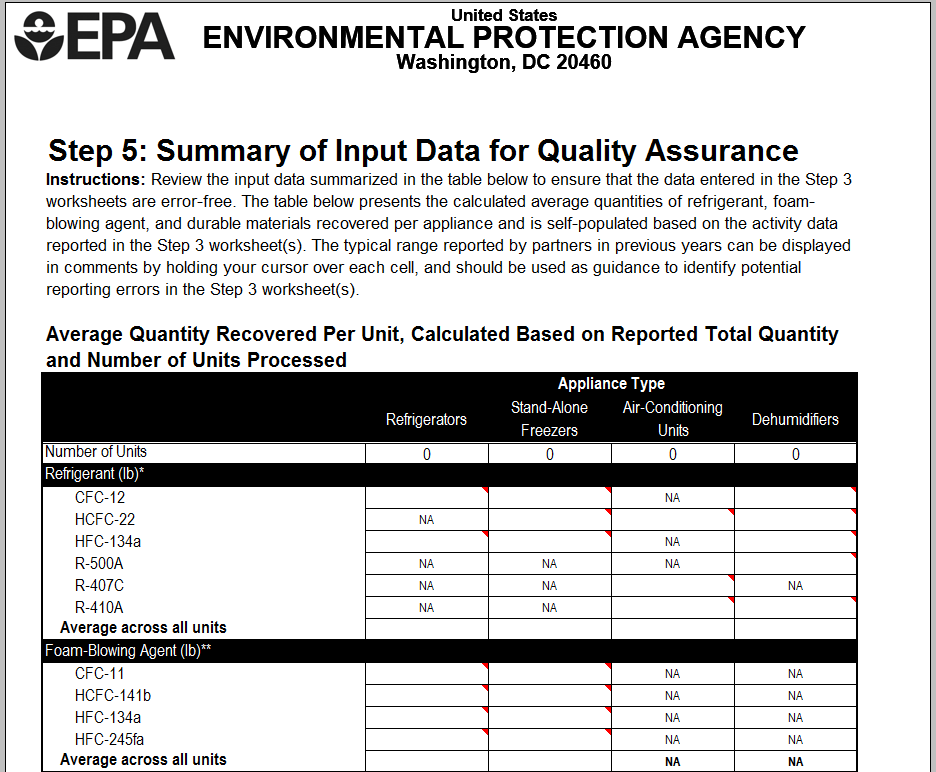 EPA
United States
ENVIRONMENTAL PROTECTION AGENCY
Washington, DC 20460
Step 5: Summary of Input Data for Quality Assurance
Instructions: Review the input data summarized in the table below to ensure that the data entered in the Step 3
worksheets are error-free. The table below presents the calculated average quantities of refrigerant, foam-
blowing agent, and durable materials recovered per appliance and is self-populated based on the activity data
reported in the Step 3 worksheet(s). The typical range reported by partners in previous years can be displayed
in comments by holding your cursor over each cell, and should be used as guidance to identify potential
reporting errors in the Step 3 worksheet(s).
Average Quantity Recovered Per Unit, Calculated Based on Reported Total Quantity
and Number of Units Processed
Appliance Type
Refrigerators Stand-Alone Freezers Air-Conditioning Units Dehumidifiers
Number of Units 0 0 0 0
Refrigerant (lb)*
CFC-12 NA
HCFC-22 NA
HFC-134a NA
R-500A NA NA NA
R-407C NA NA NA
R-410A NA NA
Average across all units
Foam-Blowing Agent (lb)**
CFC-11 NA NA
HCFC-141b NA NA
HFC-134a NA NA
HFC-245fa NA NA
Average across all units NA NA